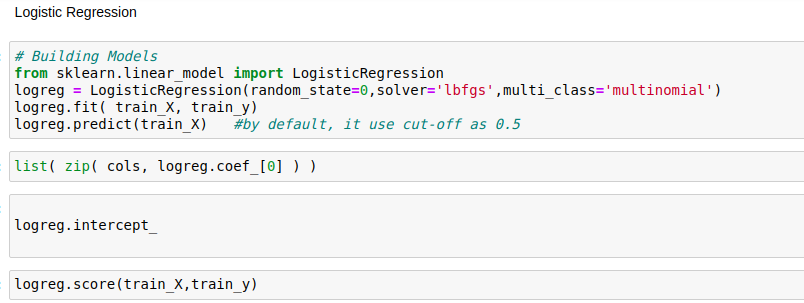 Logistic Regression
# Building Models
from sklearn.linear_model import LogisticRegression
logreg = LogisticRegression(random_state=0,solver='lbfgs',multi_class='multinomial')
logreg.fit( train_X, train_y)
logreg.predict(train_X)   #by default, it use cut-off as 0.5
list( zip( cols, logreg.coef_[0] ) )
logreg.intercept_
logreg.score(train_X,train_y)